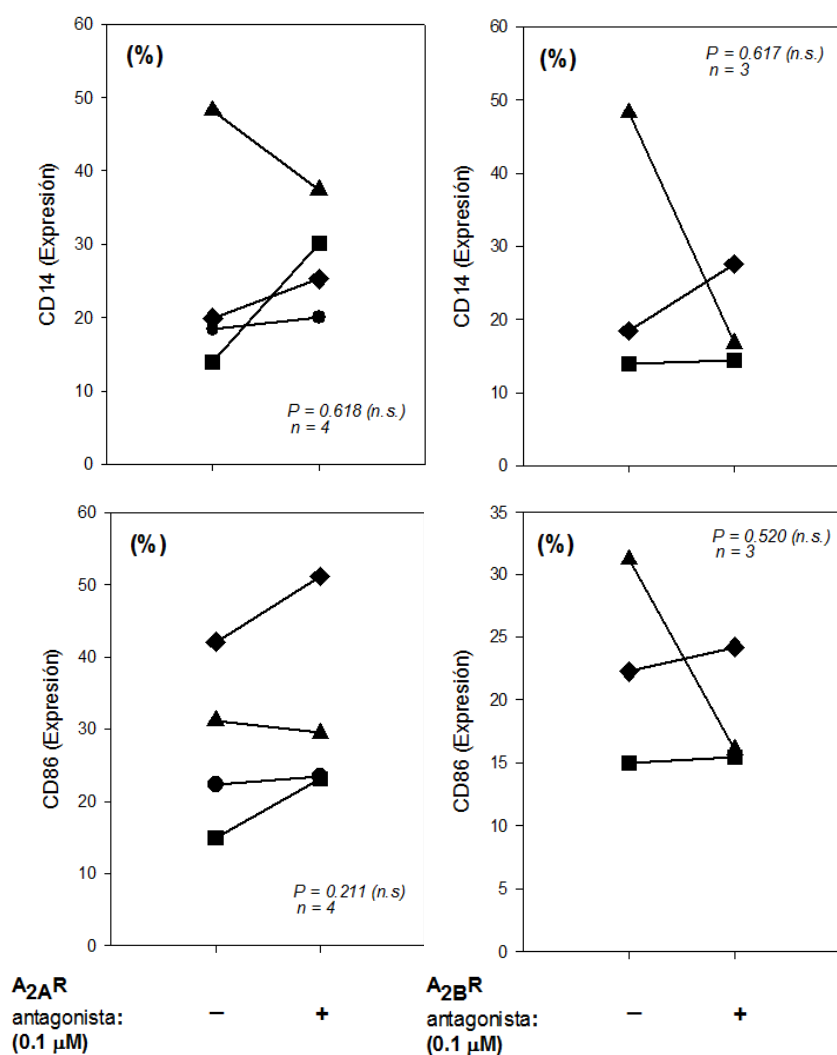 60
50
40
30
20
10
0
CD14 (Expresión)
(%)
P = 0.618 (n.s.)
n = 4
60
50
40
30
20
10
0
CD14 (Expresión)
(%)
P = 0.617 (n.s.)
n = 3
60
50
40
30
20
10
0
CD86 (Expresión)
(%)
P = 0.211 (n.s)
n = 4
35
30
25
20
15
10
5
0
CD86 (Expresión)
(%)
P = 0.520 (n.s.)
n = 3
A2AR
antagonista: − +
(0.1 µM)
A2BR
antagonista: − +
(0.1 µM)